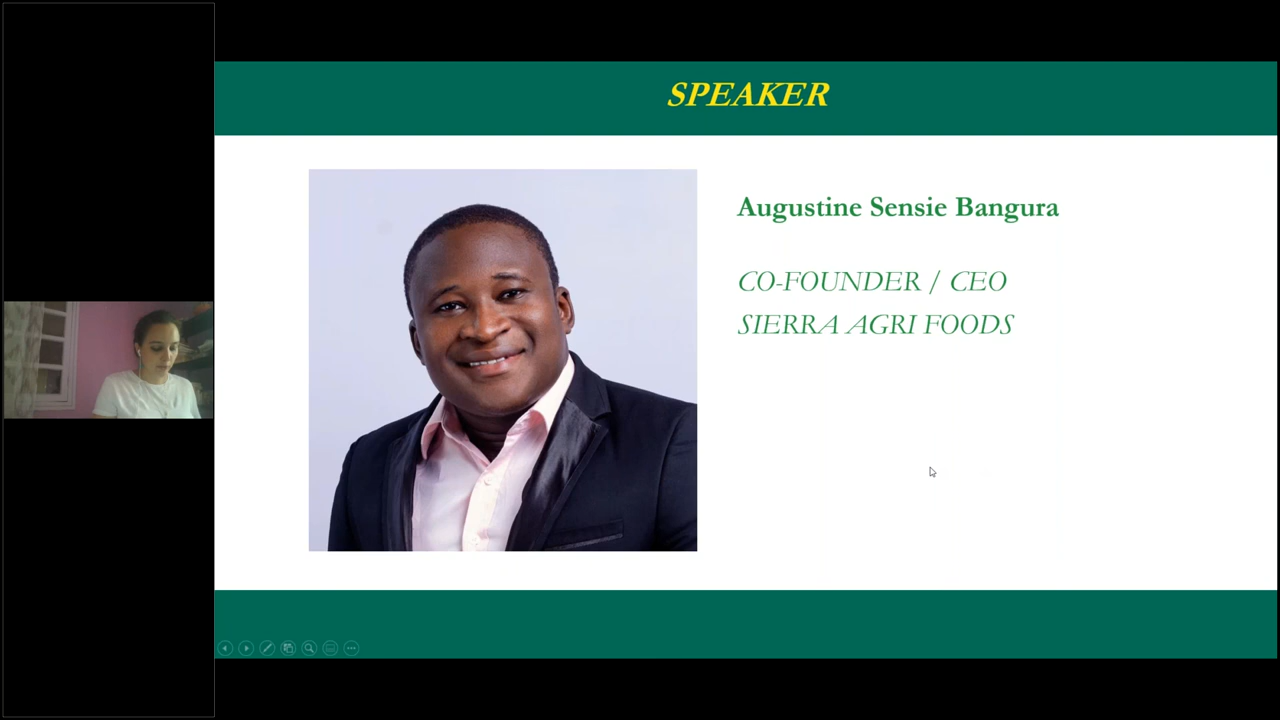 SPEAKER
Augustine Sensie Bangura
CO-FOUNDER / CEO
SIERRA AGRI FOODS